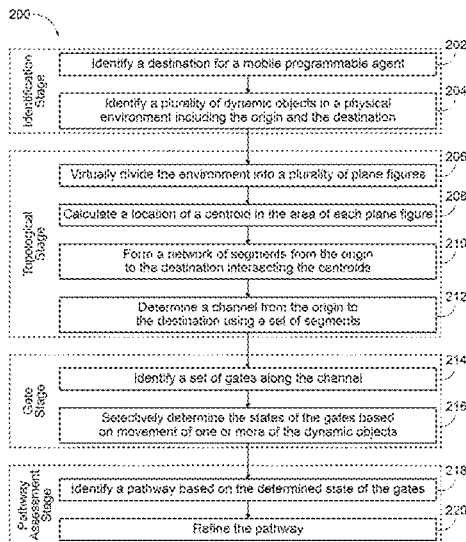 200
202
Identify a destination for a mobile programmable agent
204
Identify a plurality of dynamic objects in a physical
environment including the origin and the destination
Identification
Stage
206
Virtually divide the environment into a plurality of plane figures
208
Calculate a location of a centroid in the area of each plane figure
210
Form a network of segments from the origin
to the destination intersecting the centroids
212
Determine a channel from the origin to
the destination using a set of segments
Topological
Stage
214
Identify a set of gates along the channel
216
Selectively determine the states of the gates based
on movement of one or more of the dynamic objects
Gate
Stage
218
Identify a pathway based on the determined state of the gates
220
Refine the pathway
Pathway
Assessment
Stage